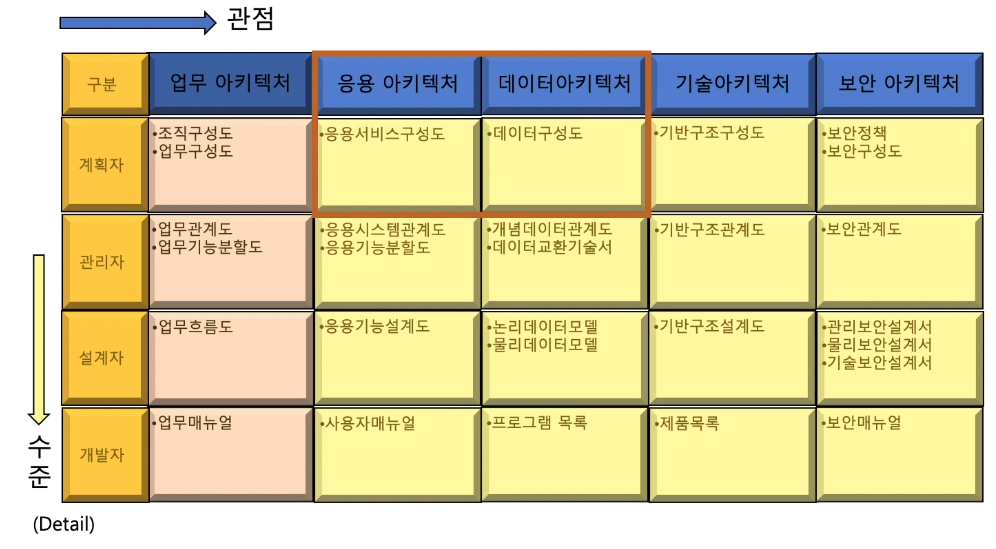 관점
구분
업무 아키텍처
응용 아키텍처
데이터아키텍처
기술아키텍처
보안 아키텍처
계획자
•조직구성도
•업무구성도
•응용서비스구성도
•데이터구성도
•기반구조구성도
•보안정책
•보안구성도
관리자
•업무관계도
•업무기능분할도
•응용시스템관계도
•응용기능분할도
•개념데이터관계도
•데이터교환기술서
•기반구조관계도
•보안관계도
설계자
•업무흐름도
•응용기능설계도
•논리데이터모델
•물리데이터모델
•기반구조설계도
•관리보안설계서
•물리보안설계서
•기술보안설계서
개발자
•업무매뉴얼
•사용자매뉴얼
•프로그램 목록
•제품목록
•보안매뉴얼
수
준
(Detail)